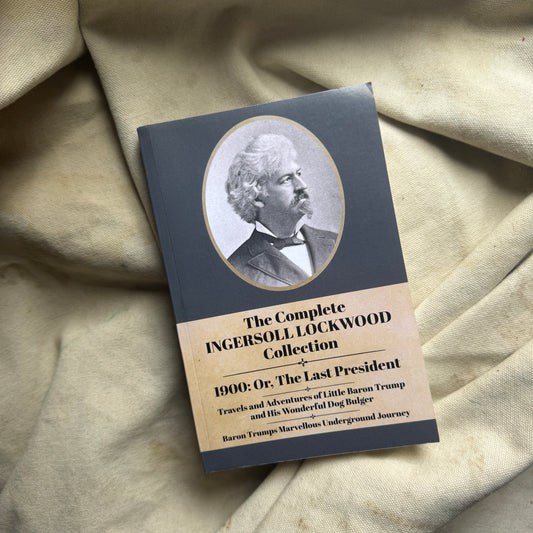 The Complete
INGERSOLL LOCKWOOD
Collection
1900: Or, The Last President
Travels and Adventures of Little Baron Trump
and His Wonderful Dog Bulger
Baron Trumps Marvellous Underground Journey